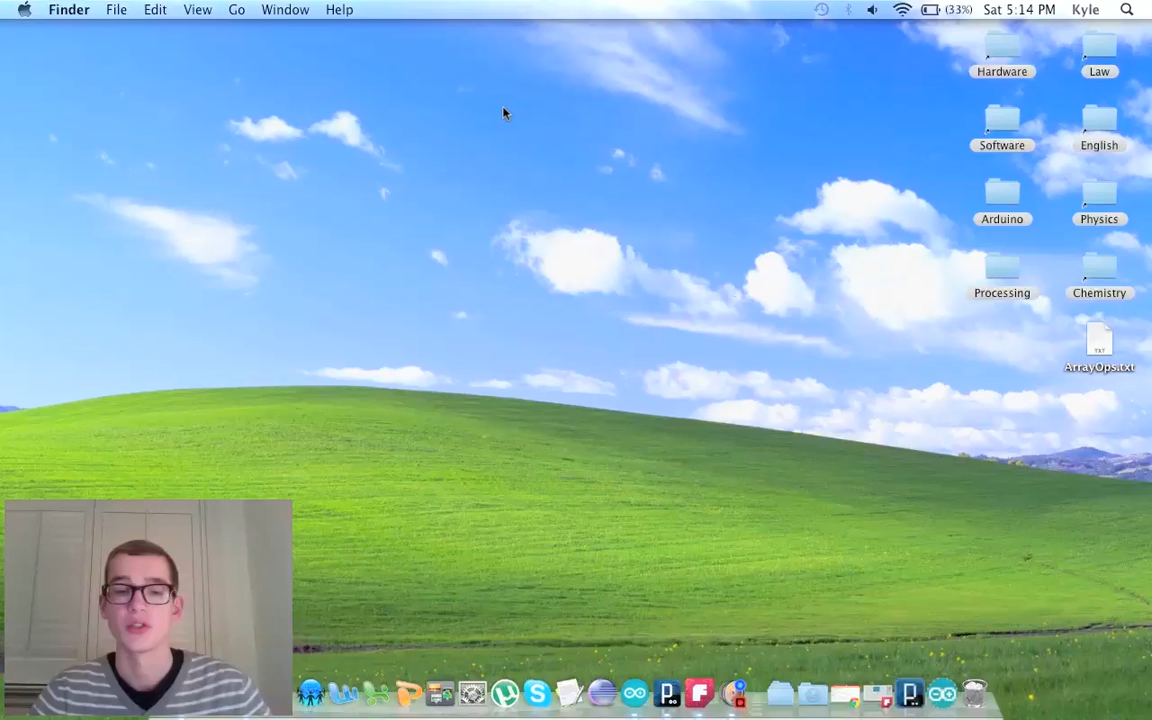 Finder File Edit View Go Window Help (33%) Sat 5:14 PM Kyle
Hardware Law
Software English
Arduino Physics
Processing Chemistry
TXT
ArrayOps.txt